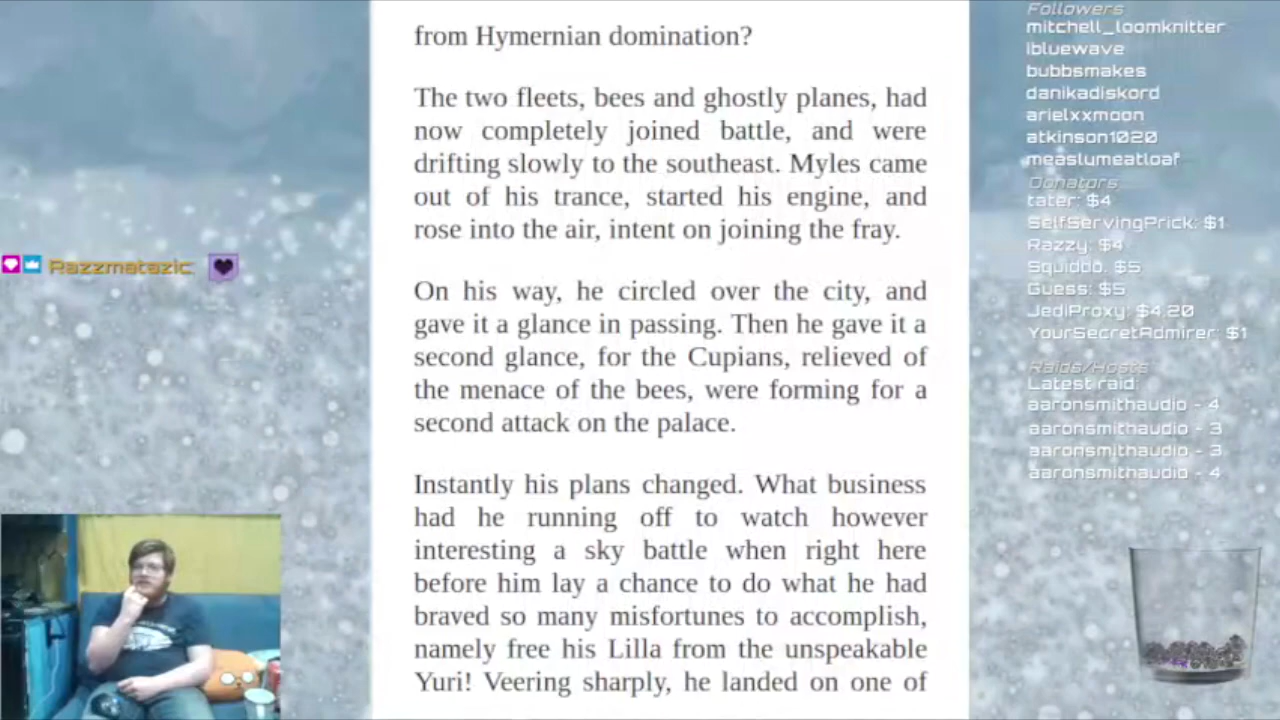 from Hymernian domination?
The two fleets, bees and ghostly planes, had
now completely joined battle, and were
drifting slowly to the southeast. Myles came
out of his trance, started his engine, and
rose into the air, intent on joining the fray.
On his way, he circled over the city, and
gave it a glance in passing. Then he gave it a
second glance, for the Cupians, relieved of
the menace of the bees, were forming for a
second attack on the palace.
Instantly his plans changed. What business
had he running off to watch however
interesting a sky battle when right here
before him lay a chance to do what he had
braved so many misfortunes to accomplish,
namely free his Lilla from the unspeakable
Yuri! Veering sharply, he landed on one of
Razzmatazic
Followers
mitchell_loomknitter
lbluewave
bubbsmakes
danikadiskord
arielxxmoon
atkinson1020
measlymeatloaf
Donators
tater: $4
SelfServingPrick: $1
Razzy: $4
Squiddo: $5
Guess: $5
JediProxy: $4.20
YourSecretAdmirer: $1
Raids/Hosts
Latest raid:
aaronsmithaudio - 4
aaronsmithaudio - 3
aaronsmithaudio - 3
aaronsmithaudio - 4